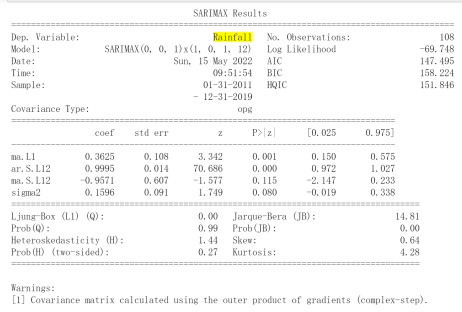 SARIMAX Results
Dep. Variable: Rainfall No. Observations: 108
Model: SARIMAX(0, 0, 1)x(1, 0, 1, 12) Log Likelihood -69.748
Date: Sun, 15 May 2022 AIC 147.495
Time: 09:51:54 BIC 158.224
Sample: 01-31-2011 HQIC 151.846
- 12-31-2019
Covariance Type: opg
coef std err z P>|z| [0.025 0.975]
ma.L1 0.3625 0.108 3.342 0.001 0.150 0.575
ar.S.L12 0.9995 0.014 70.686 0.000 0.972 1.027
ma.S.L12 -0.9571 0.607 -1.577 0.115 -2.147 0.233
sigma2 0.1596 0.091 1.749 0.080 -0.019 0.338
Ljung-Box (L1) (Q): 0.00 Jarque-Bera (JB): 14.81
Prob(Q): 0.99 Prob(JB): 0.00
Heteroskedasticity (H): 1.44 Skew: 0.64
Prob(H) (two-sided): 0.27 Kurtosis: 4.28
Warnings:
[1] Covariance matrix calculated using the outer product of gradients (complex-step).